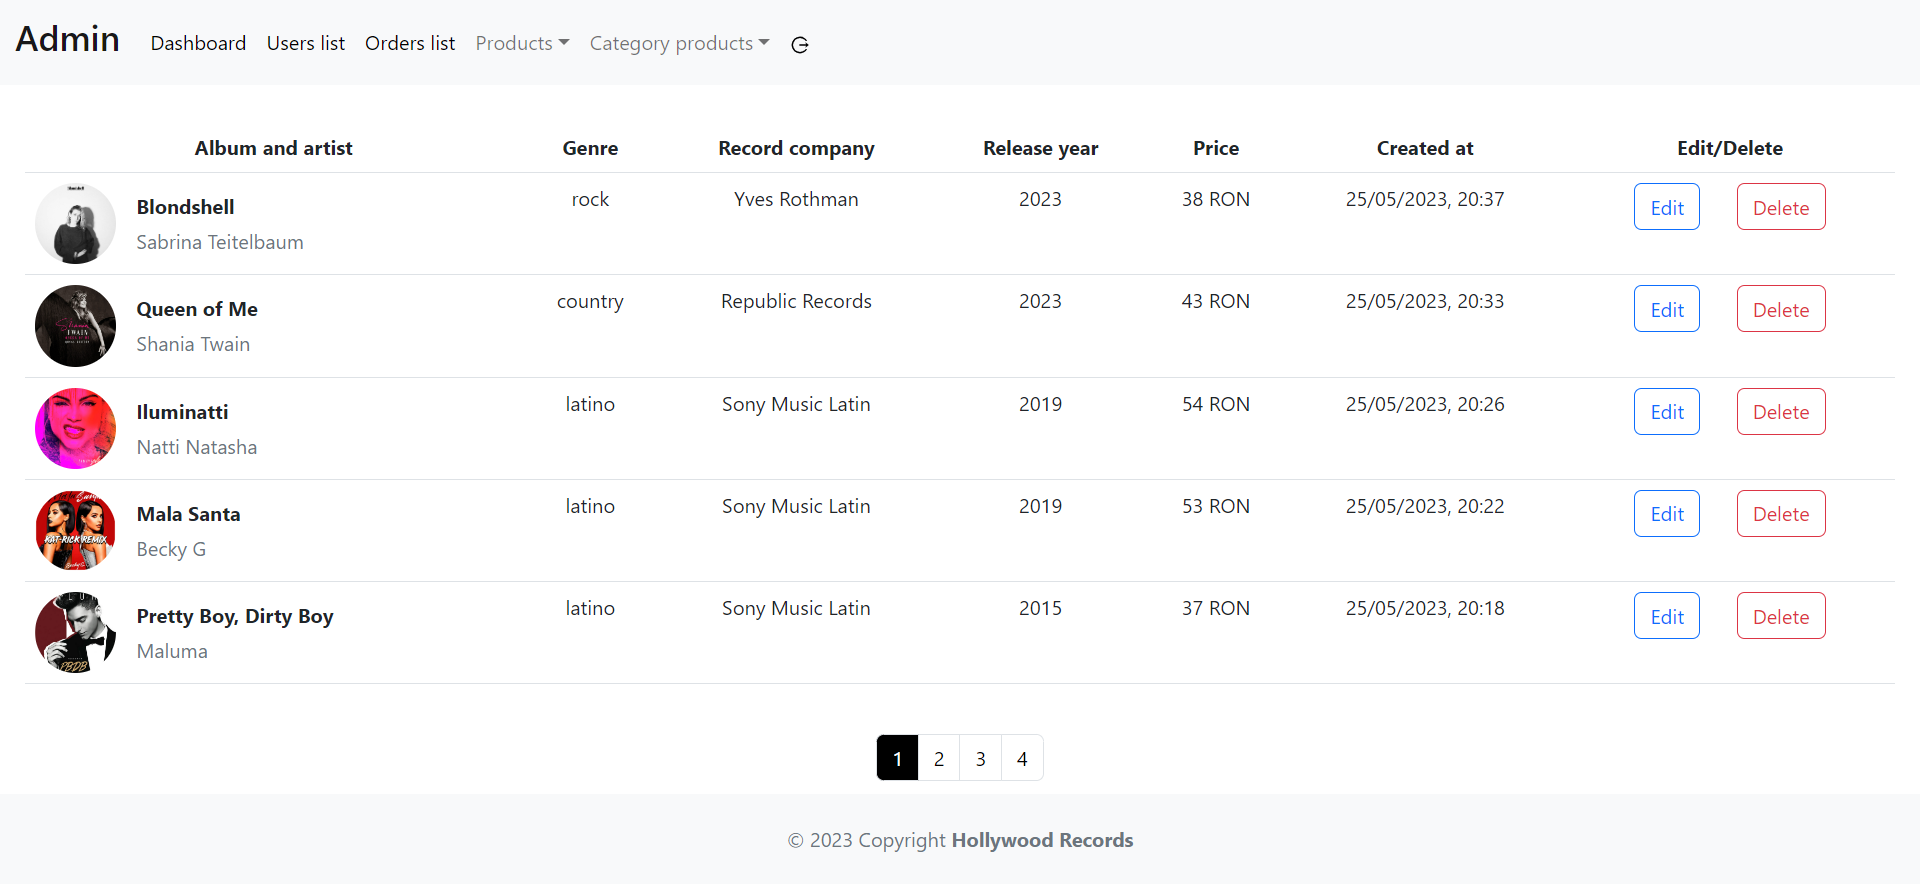 Admin Dashboard Users list Orders list Products Category products
Album and artist Genre Record company Release year Price Created at Edit/Delete
Blondshell rock Yves Rothman 2023 38 RON 25/05/2023, 20:37 Edit Delete
Sabrina Teitelbaum
Queen of Me country Republic Records 2023 43 RON 25/05/2023, 20:33 Edit Delete
Shania Twain
Iluminatti latino Sony Music Latin 2019 54 RON 25/05/2023, 20:26 Edit Delete
Natti Natasha
Mala Santa latino Sony Music Latin 2019 53 RON 25/05/2023, 20:22 Edit Delete
KAT-RICK REMIX
Becky G
Pretty Boy, Dirty Boy latino Sony Music Latin 2015 37 RON 25/05/2023, 20:18 Edit Delete
Maluma
PBDB
1 2 3 4
© 2023 Copyright Hollywood Records